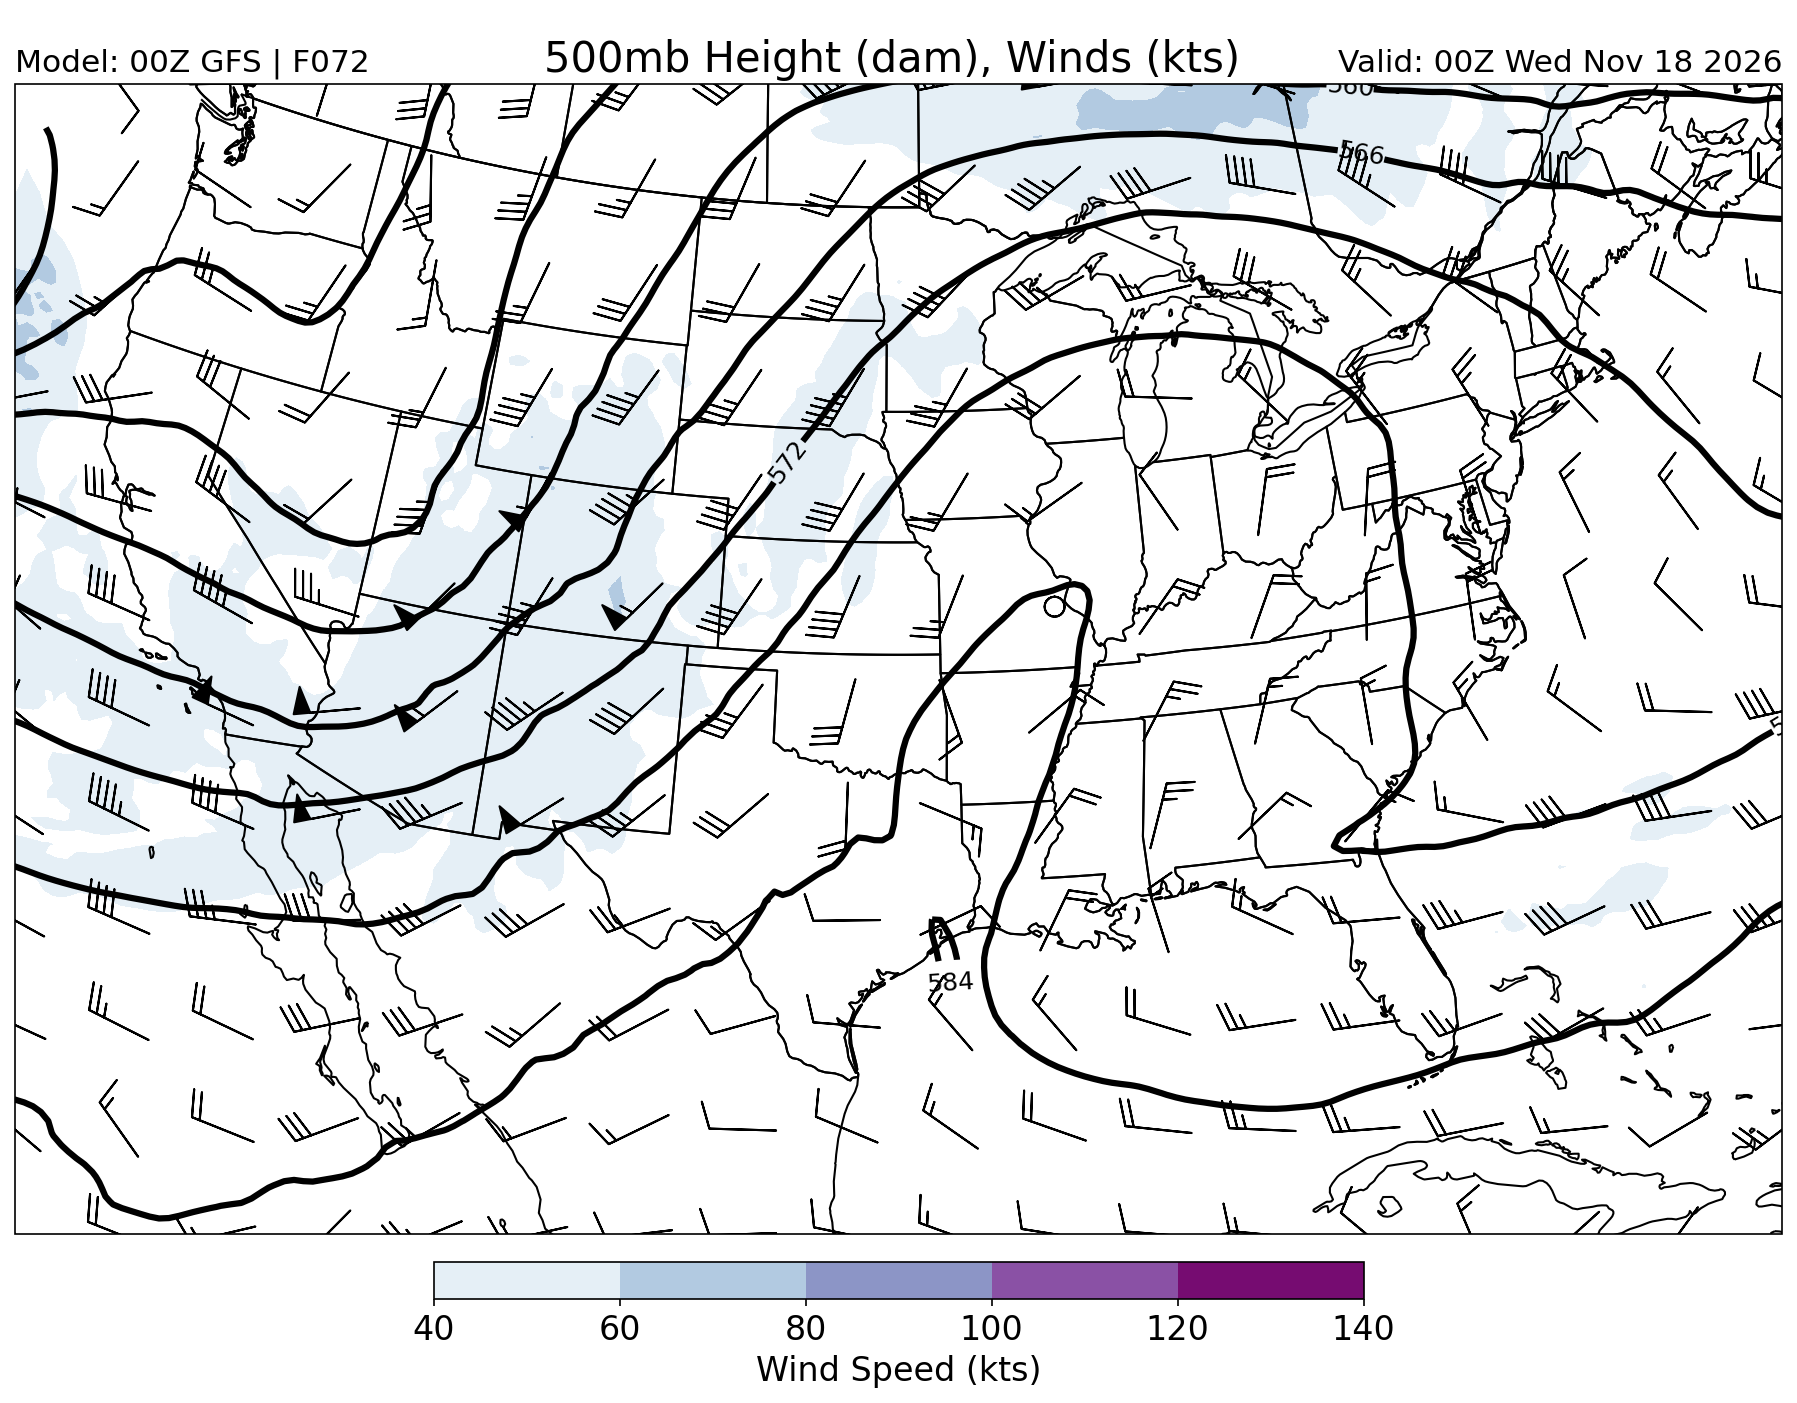 500mb Height (dam), Winds (kts)
Model: 00Z GFS | F072
Valid: 00Z Wed Nov 18 2026
560
566
572
584
40 60 80 100 120 140
Wind Speed (kts)